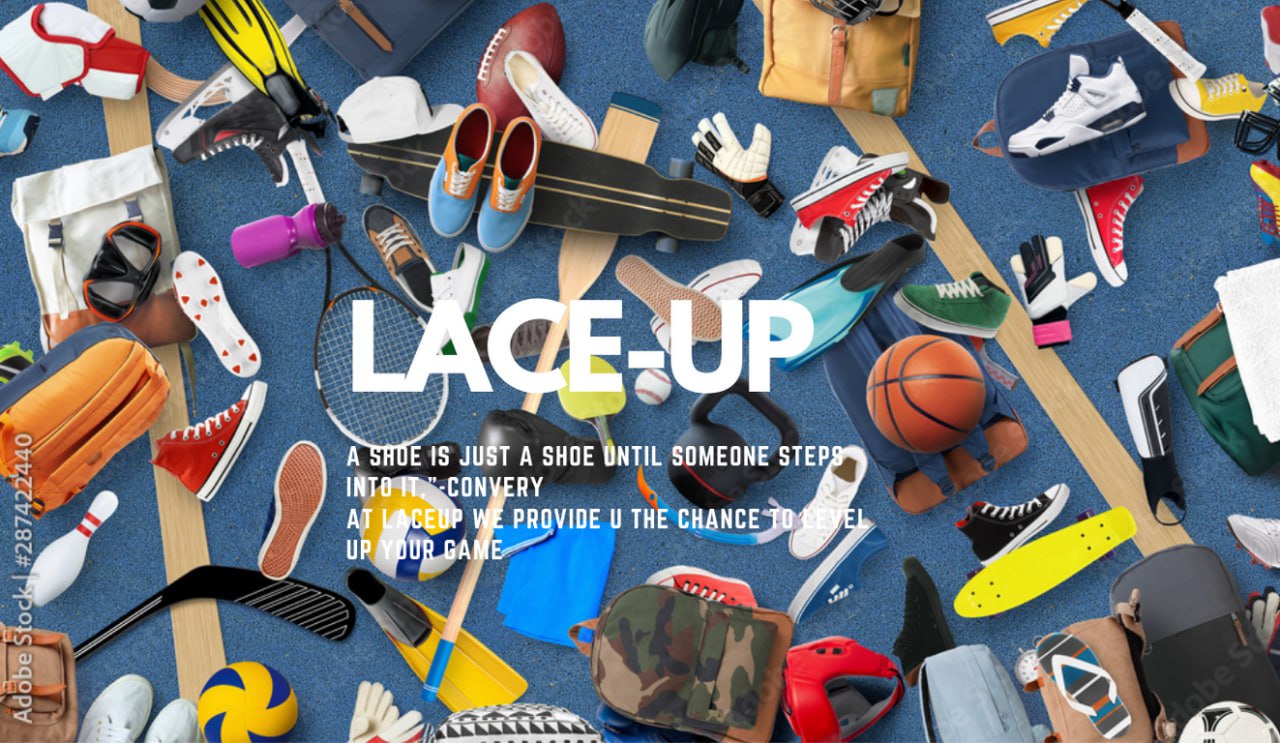 LACE-UP
A SHOE IS JUST A SHOE UNTIL SOMEONE STEPS
INTO IT,”-CONVERY
AT LACEUP WE PROVIDE U THE CHANCE TO LEVEL
UP YOUR GAME
Adobe Stock | #287422440